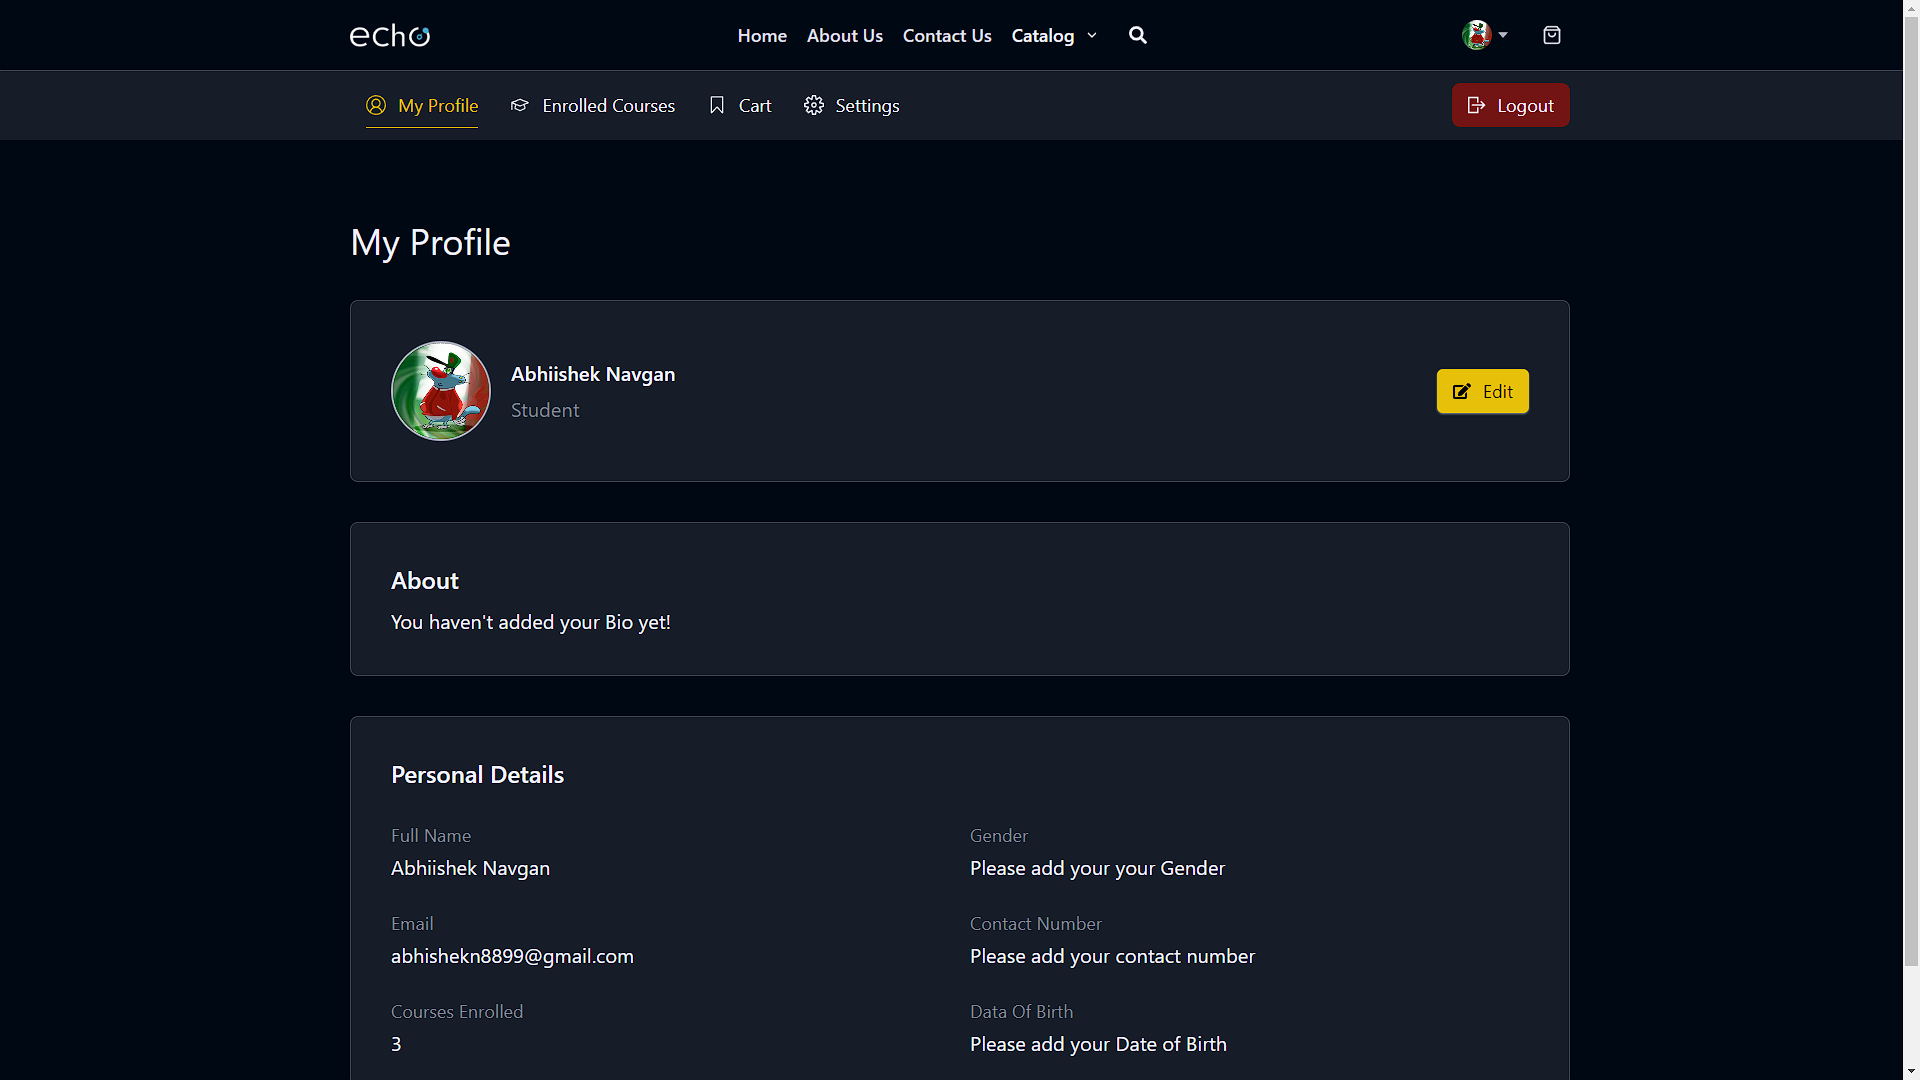 echo
Home About Us Contact Us Catalog
My Profile Enrolled Courses Cart Settings Logout
My Profile
Abhiishek Navgan
Student
Edit
About
You haven't added your Bio yet!
Personal Details
Full Name
Abhiishek Navgan
Gender
Please add your your Gender
Email
abhishekn8899@gmail.com
Contact Number
Please add your contact number
Courses Enrolled
3
Data Of Birth
Please add your Date of Birth